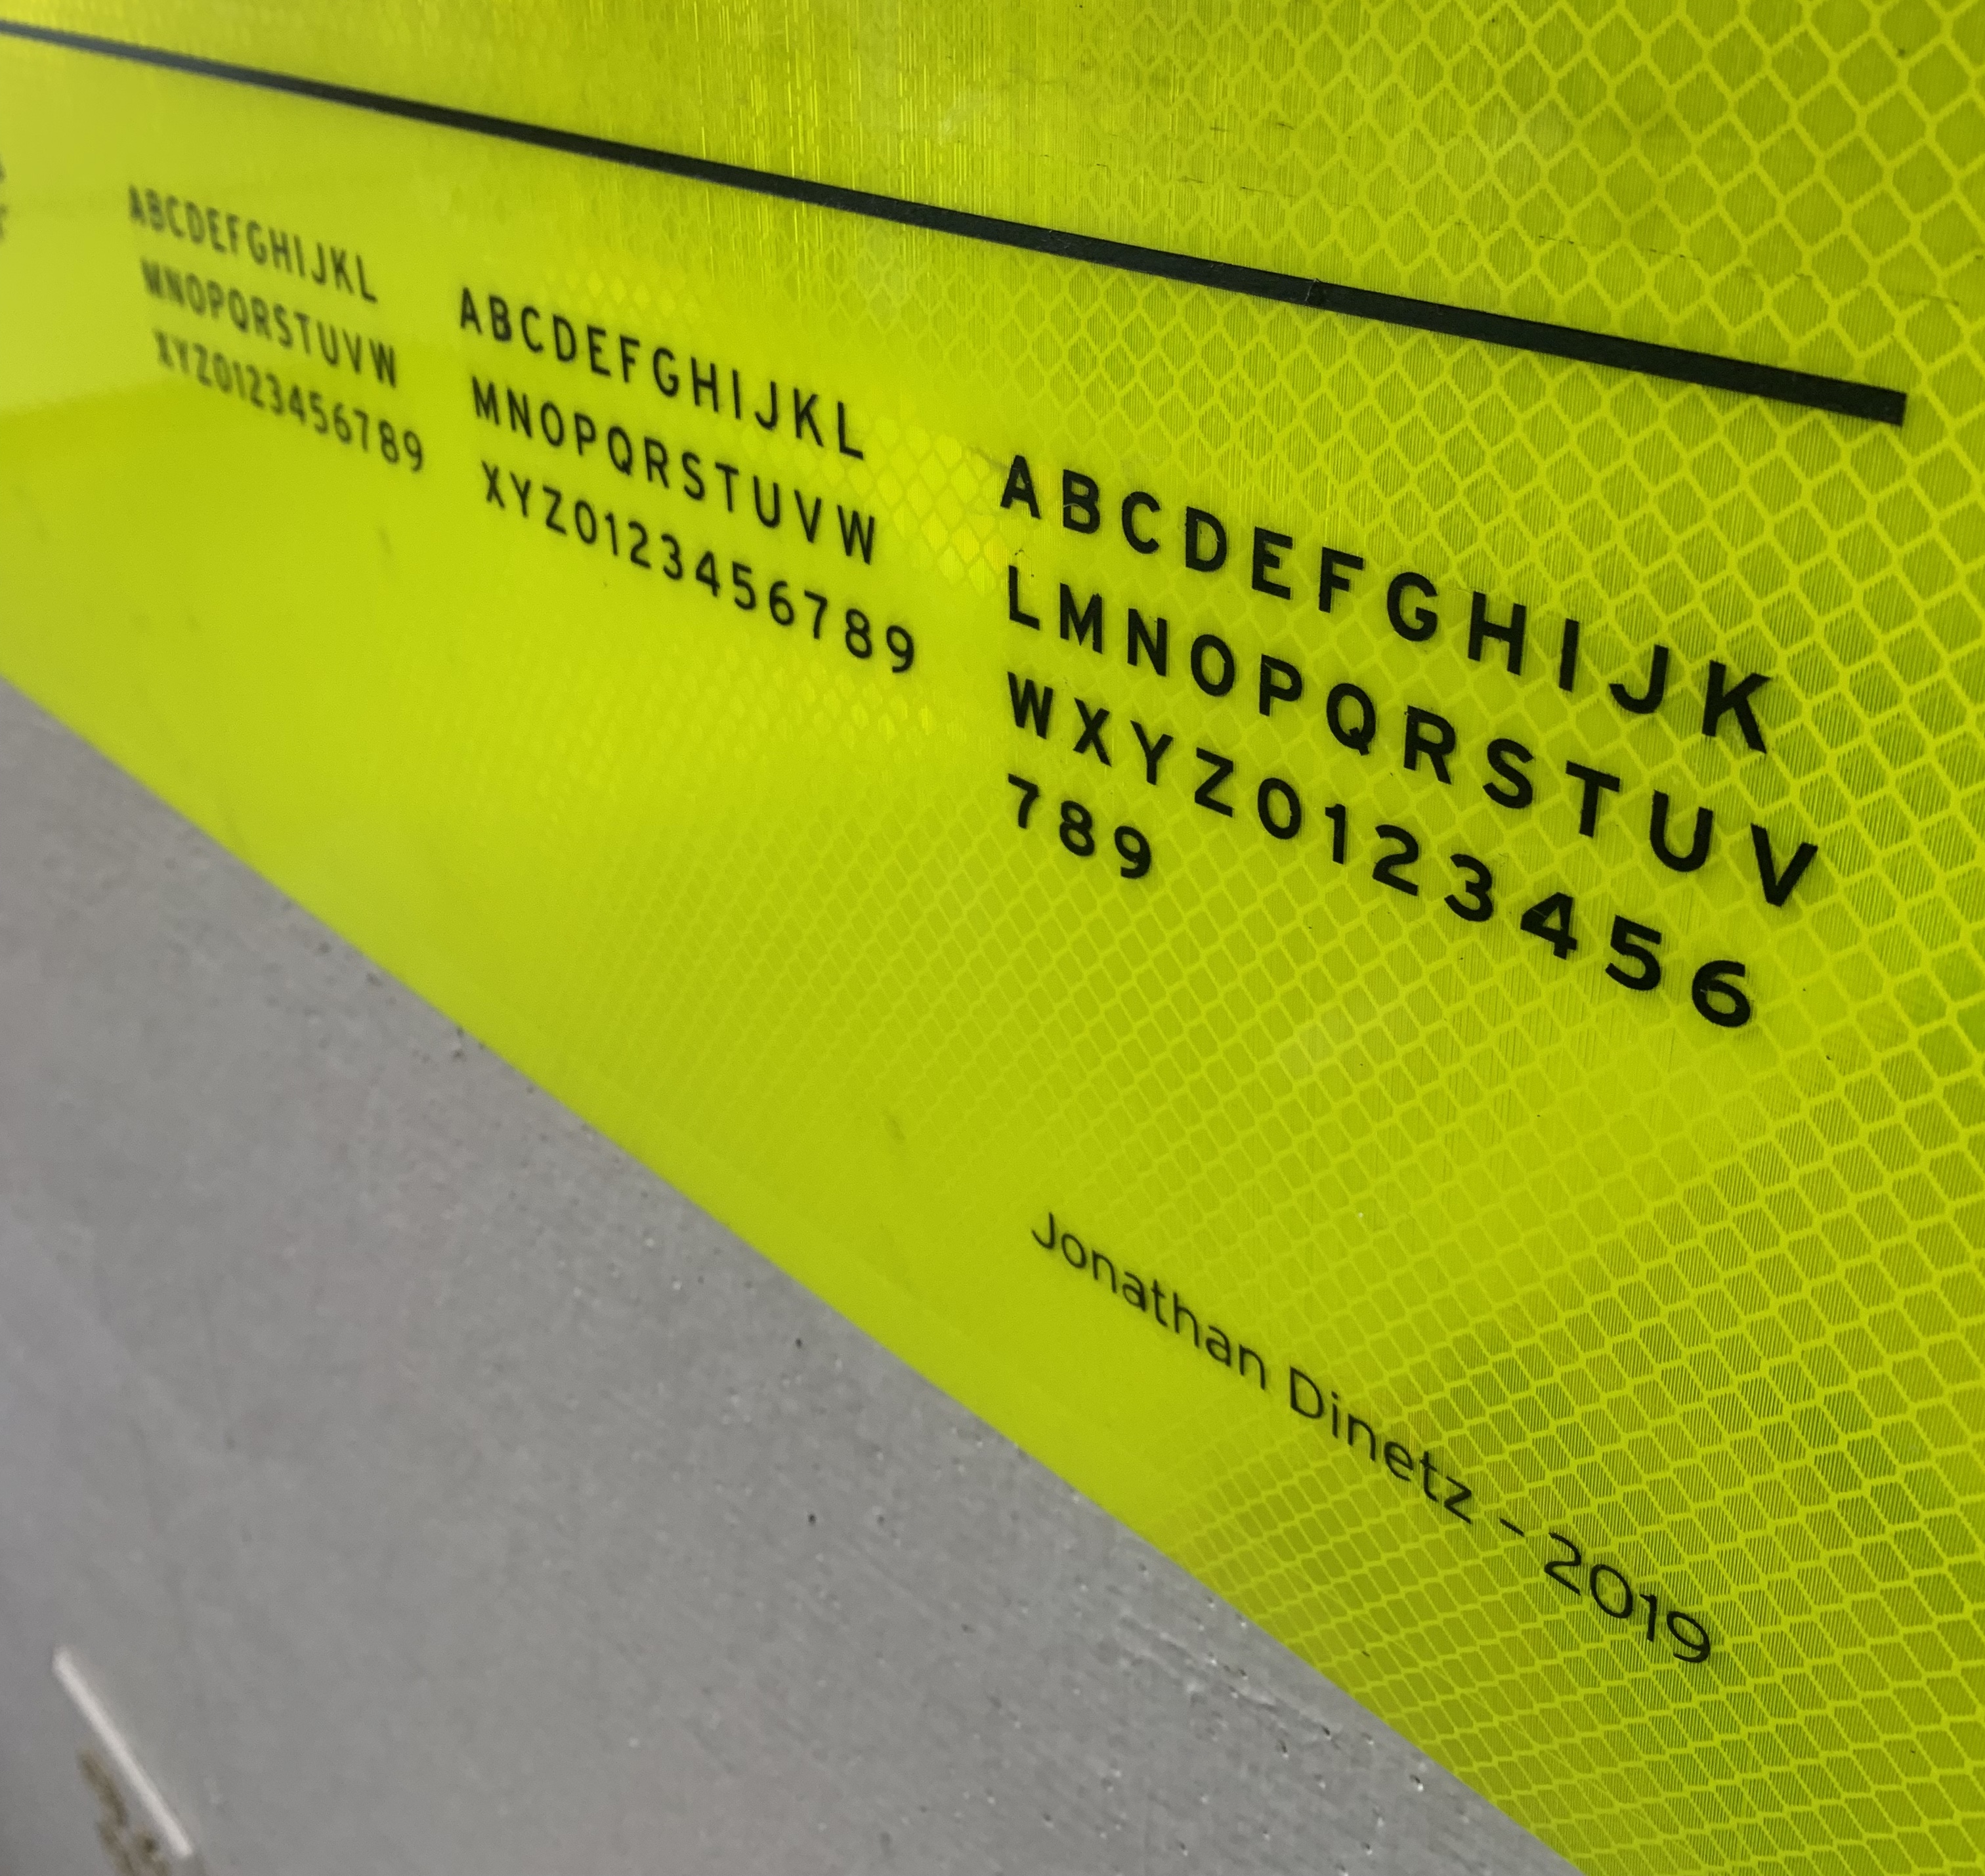 ABCDEFGHIJKL
MNOPQRSTUVW
XYZ0123456789
ABCDEFGHIJKL
MNOPQRSTUVW
XYZ0123456789
ABCDEFGHIJK
LMNOPQRSTUV
WXYZ0123456
789
Jonathan Dinetz - 2019